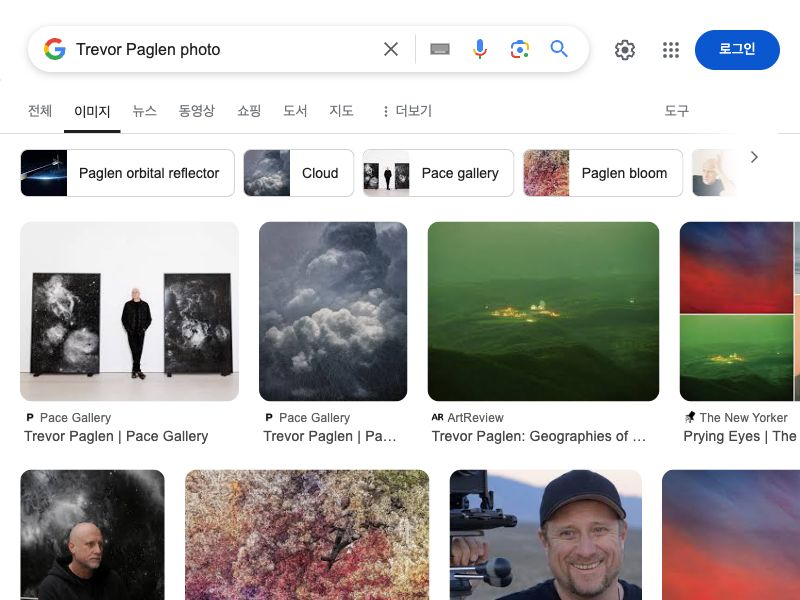 Trevor Paglen photo
로그인
전체 이미지 뉴스 동영상 쇼핑 도서 지도 더보기 도구
Paglen orbital reflector Cloud Pace gallery Paglen bloom
P Pace Gallery
Trevor Paglen | Pace Gallery
P Pace Gallery
Trevor Paglen | Pa...
AR ArtReview
Trevor Paglen: Geographies of ...
The New Yorker
Prying Eyes | The